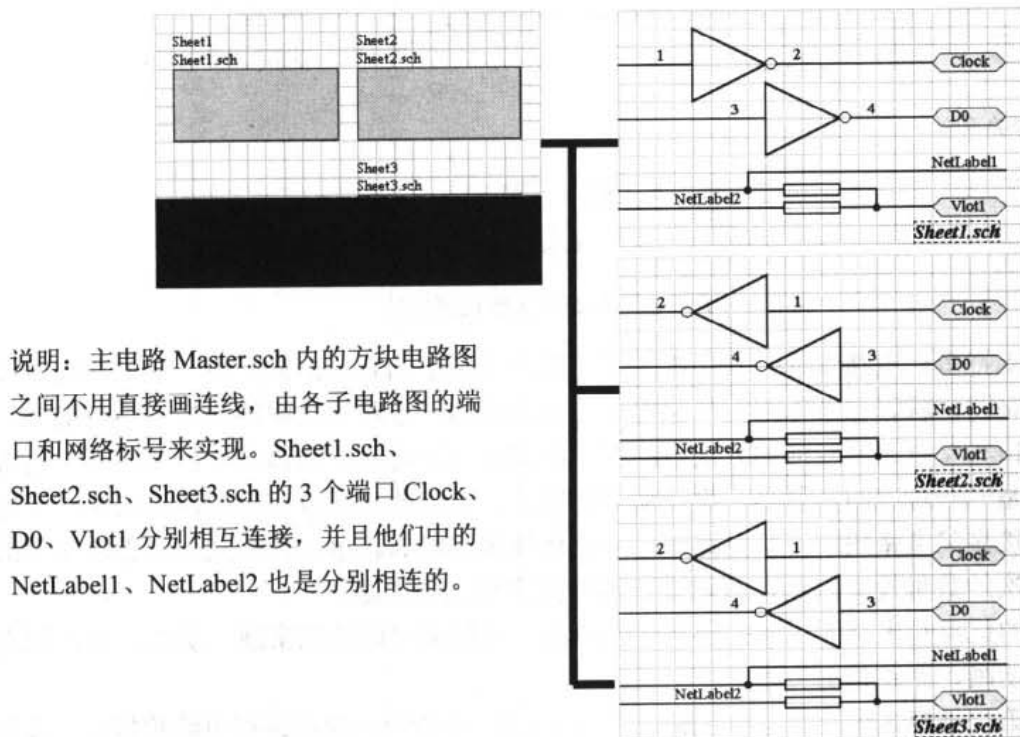 Sheet1
Sheet1.sch
Sheet2
Sheet2.sch
Sheet3
Sheet3.sch
说明：主电路 Master.sch 内的方块电路图
之间不用直接画连线，由各子电路图的端
口和网络标号来实现。Sheet1.sch、
Sheet2.sch、Sheet3.sch 的 3 个端口 Clock、
D0、Vlot1 分别相互连接，并且他们中的
NetLabel1、NetLabel2 也是分别相连的。
1 2 Clock
3 4 D0
NetLabel1
NetLabel2
Vlot1
Sheet1.sch
2 1 Clock
4 3 D0
NetLabel1
NetLabel2
Vlot1
Sheet2.sch
2 1 Clock
4 3 D0
NetLabel1
NetLabel2
Vlot1
Sheet3.sch